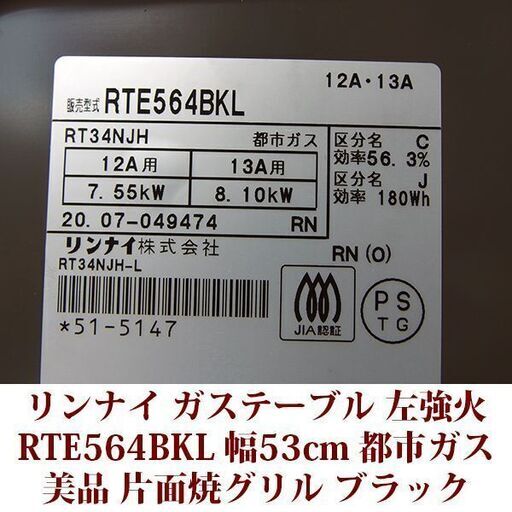 12A・13A
販売型式 RTE564BKL
RT34NJH 都市ガス
12A用 13A用
7.55kW 8.10kW
20.07-049474 RN
区分名 C
効率56.3%
区分名 J
効率 180Wh
リンナイ株式会社
RT34NJH-L
RN (0)
*51-5147
JIA認証
PS
TG
リンナイ ガステーブル 左強火
RTE564BKL 幅53cm 都市ガス
美品 片面焼グリル ブラック